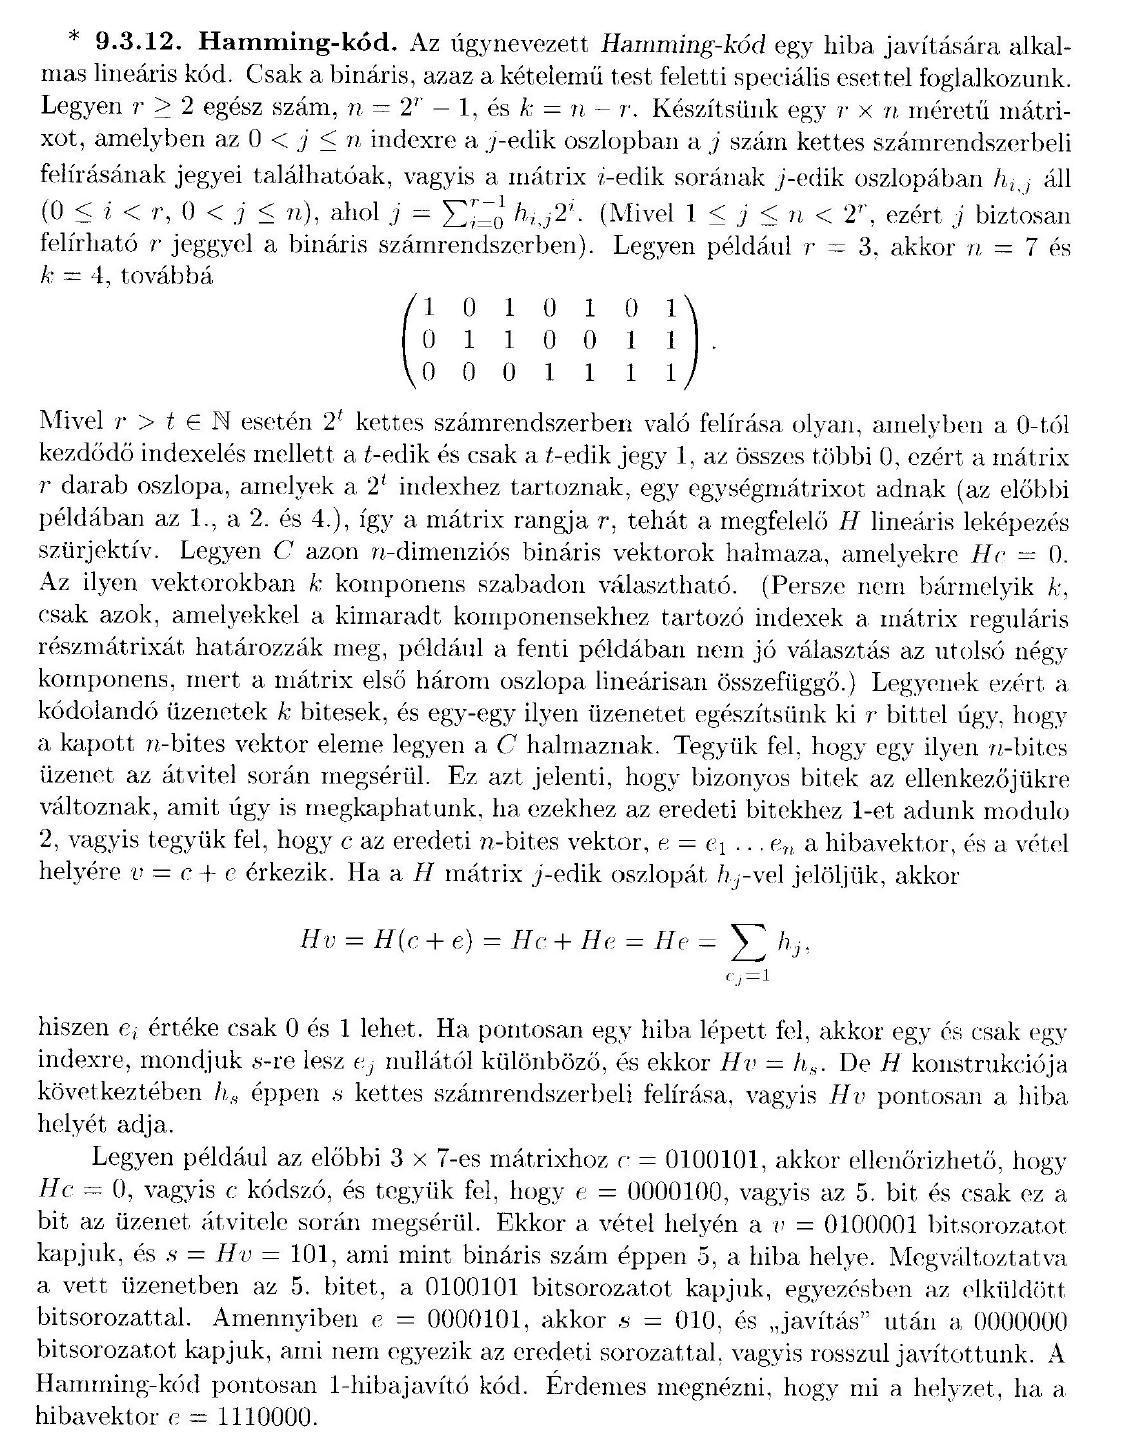 * 9.3.12. Hamming-kód. Az úgynevezett Hamming-kód egy hiba javítására alkal-
mas lineáris kód. Csak a bináris, azaz a kételemű test feletti speciális esettel foglalkozunk.
Legyen r ≥ 2 egész szám, n = 2^r − 1, és k = n − r. Készítsünk egy r × n méretű mátri-
xot, amelyben az 0 < j ≤ n indexre a j-edik oszlopban a j szám kettes számrendszerbeli
felírásának jegyei találhatóak, vagyis a mátrix i-edik sorának j-edik oszlopában h_{i,j} áll
(0 ≤ i < r, 0 < j ≤ n), ahol j = ∑_{i=0}^{r−1} h_{i,j}2^i. (Mivel 1 ≤ j ≤ n < 2^r, ezért j biztosan
felírható r jeggyel a bináris számrendszerben). Legyen például r = 3, akkor n = 7 és
k = 4, továbbá
1 0 1 0 1 0 1
0 1 1 0 0 1 1 .
0 0 0 1 1 1 1
Mivel r > t ∈ ℕ esetén 2^t kettes számrendszerben való felírása olyan, amelyben a 0-tól
kezdődő indexelés mellett a t-edik és csak a t-edik jegy 1, az összes többi 0, ezért a mátrix
r darab oszlopa, amelyek a 2^t indexhez tartoznak, egy egységmátrixot adnak (az előbbi
példában az 1., a 2. és 4.), így a mátrix rangja r, tehát a megfelelő H lineáris leképezés
szürjektív. Legyen C azon n-dimenziós bináris vektorok halmaza, amelyekre Hc = 0.
Az ilyen vektorokban k komponens szabadon választható. (Persze nem bármelyik k,
csak azok, amelyekkel a kimaradt komponensekhez tartozó indexek a mátrix reguláris
részmátrixát határozzák meg, például a fenti példában nem jó választás az utolsó négy
komponens, mert a mátrix első három oszlopa lineárisan összefüggő.) Legyenek ezért a
kódolandó üzenetek k bitesek, és egy-egy ilyen üzenetet egészítsünk ki r bittel úgy, hogy
a kapott n-bites vektor eleme legyen a C halmaznak. Tegyük fel, hogy egy ilyen n-bites
üzenet az átvitel során megsérül. Ez azt jelenti, hogy bizonyos bitek az ellenkezőjükre
változnak, amit úgy is megkaphatunk, ha ezekhez az eredeti bitekhez 1-et adunk modulo
2, vagyis tegyük fel, hogy c az eredeti n-bites vektor, e = e_1 ... e_n a hibavektor, és a vétel
helyére v = c + e érkezik. Ha a H mátrix j-edik oszlopát h_j-vel jelöljük, akkor
Hv = H(c + e) = Hc + He = He = ∑_{e_j=1} h_j,
hiszen e_i értéke csak 0 és 1 lehet. Ha pontosan egy hiba lépett fel, akkor egy és csak egy
indexre, mondjuk s-re lesz e_j nullától különböző, és ekkor Hv = h_s. De H konstrukciója
következtében h_s éppen s kettes számrendszerbeli felírása, vagyis Hv pontosan a hiba
helyét adja.
Legyen például az előbbi 3 × 7-es mátrixhoz c = 0100101, akkor ellenőrizhető, hogy
Hc = 0, vagyis c kódszó, és tegyük fel, hogy e = 0000100, vagyis az 5. bit és csak ez a
bit az üzenet átvitele során megsérül. Ekkor a vétel helyén a v = 0100001 bitsorozatot
kapjuk, és s = Hv = 101, ami mint bináris szám éppen 5, a hiba helye. Megváltoztatva
a vett üzenetben az 5. bitet, a 0100101 bitsorozatot kapjuk, egyezésben az elküldött
bitsorozattal. Amennyiben e = 0000101, akkor s = 010, és „javítás” után a 0000000
bitsorozatot kapjuk, ami nem egyezik az eredeti sorozattal, vagyis rosszul javítottunk. A
Hamming-kód pontosan 1-hibajavító kód. Érdemes megnézni, hogy mi a helyzet, ha a
hibavektor e = 1110000.